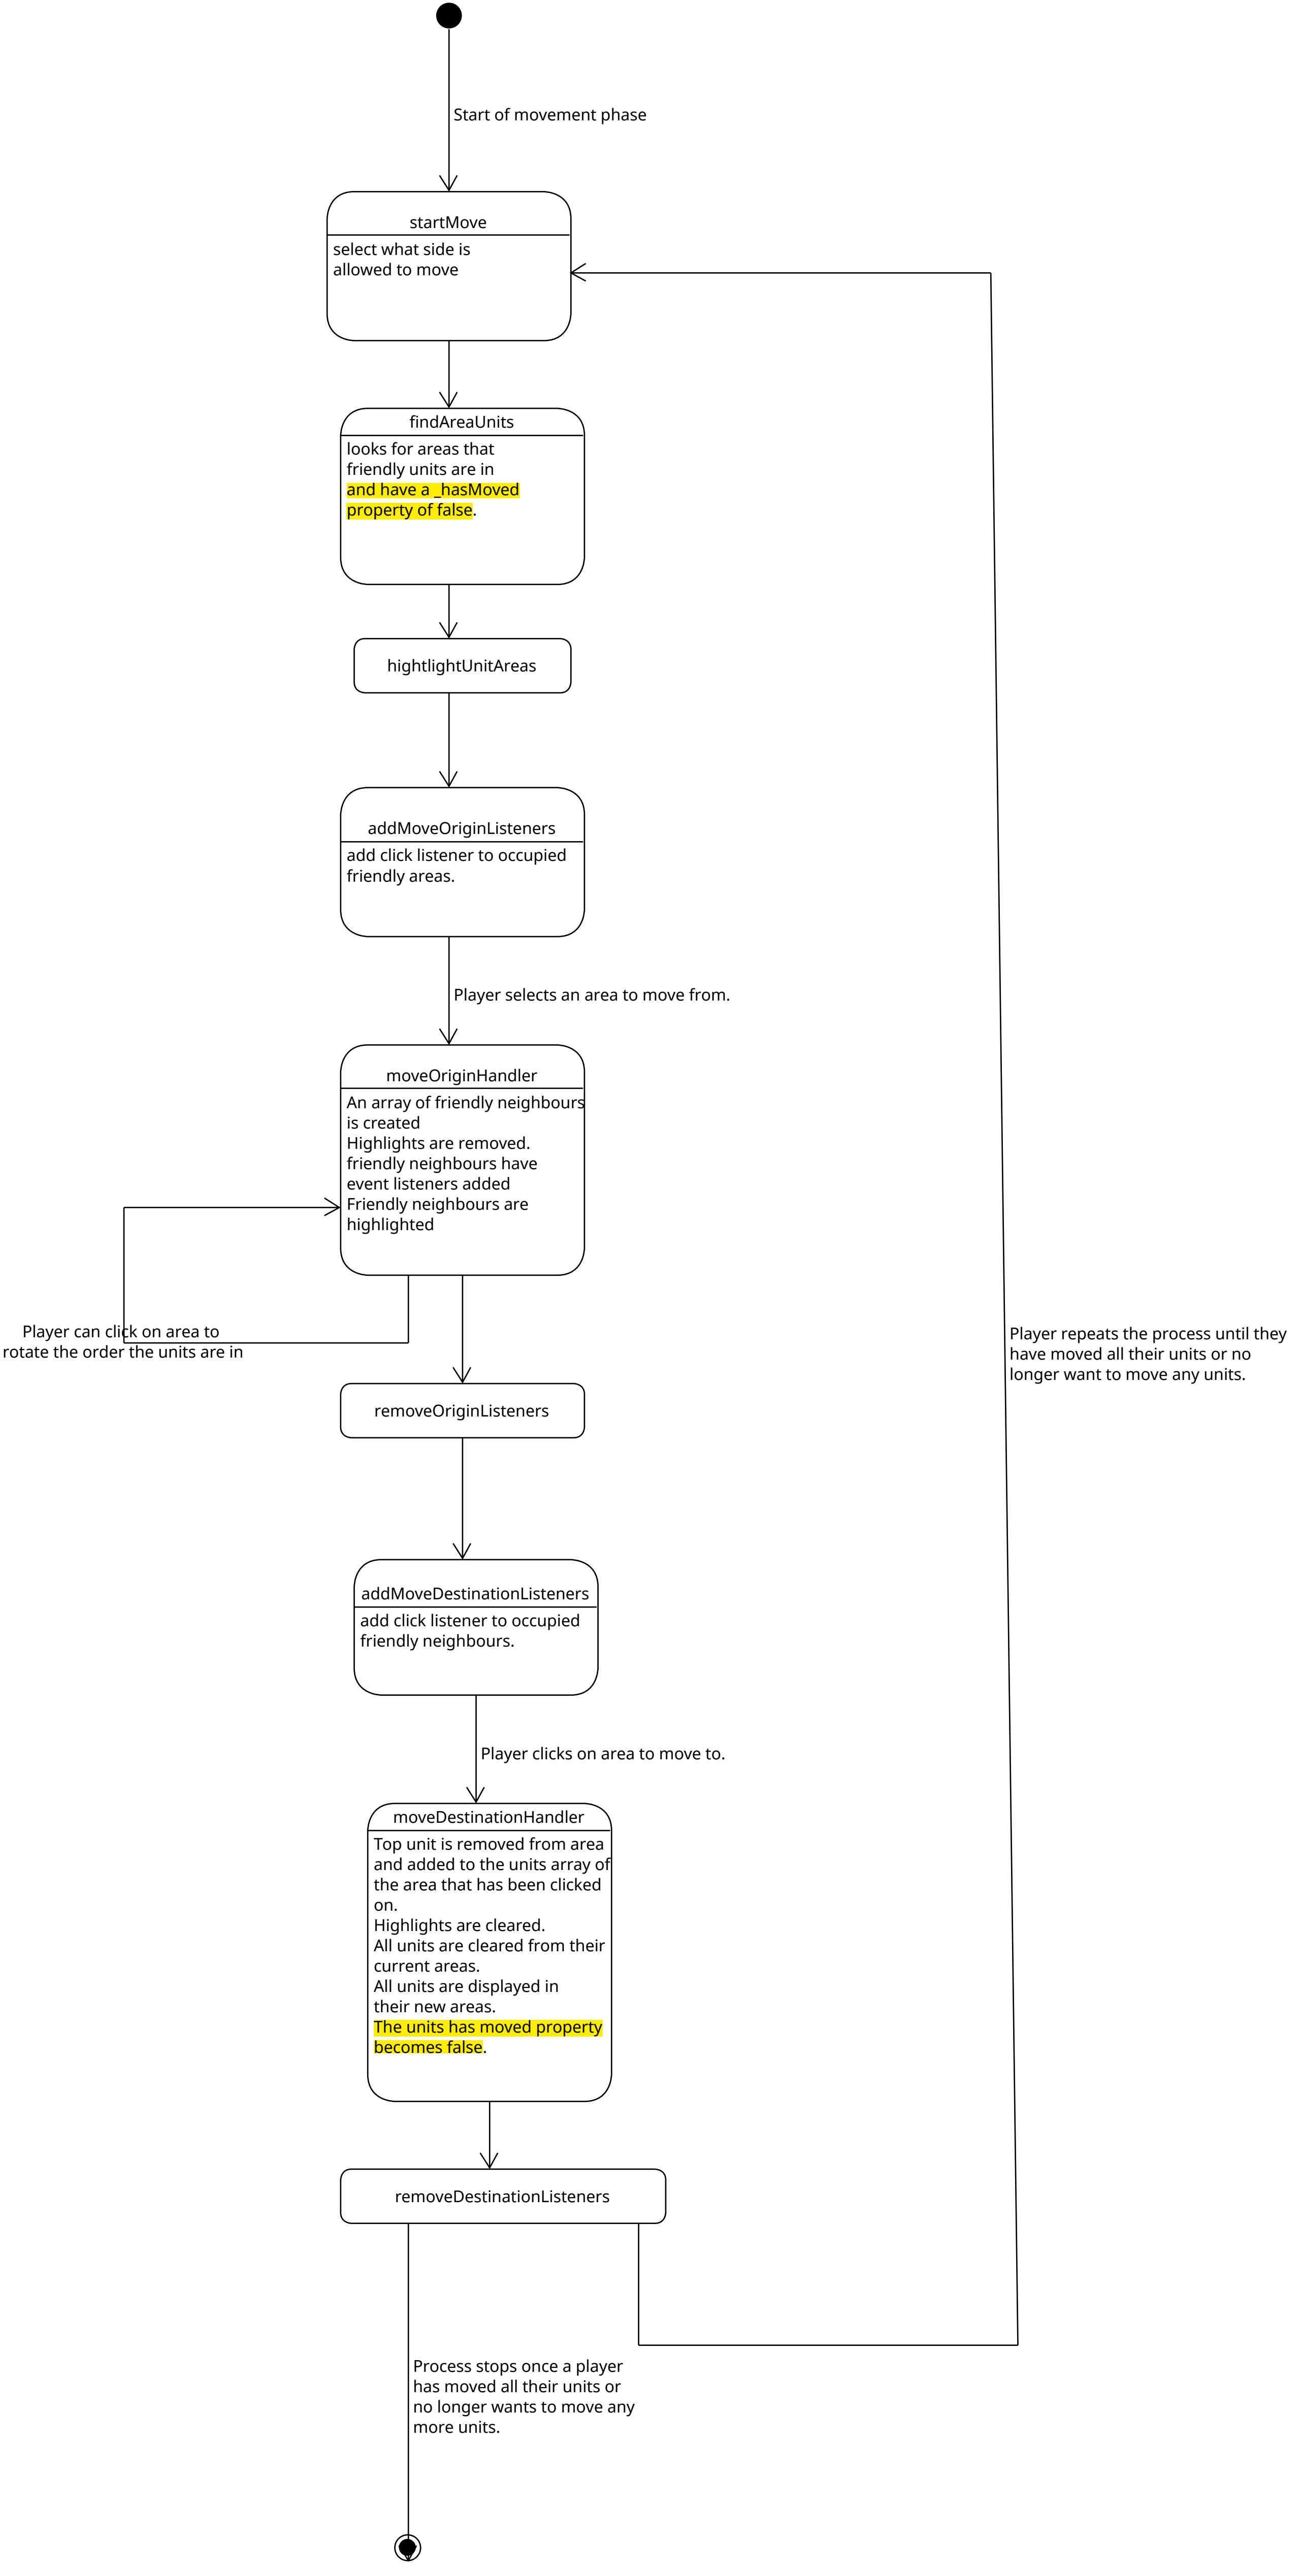 Start of movement phase
startMove
select what side is
allowed to move
findAreaUnits
looks for areas that
friendly units are in
and have a _hasMoved
property of false.
hightlightUnitAreas
addMoveOriginListeners
add click listener to occupied
friendly areas.
Player selects an area to move from.
moveOriginHandler
An array of friendly neighbours
is created
Highlights are removed.
friendly neighbours have
event listeners added
Friendly neighbours are
highlighted
Player can click on area to
rotate the order the units are in
Player repeats the process until they
have moved all their units or no
longer want to move any units.
removeOriginListeners
addMoveDestinationListeners
add click listener to occupied
friendly neighbours.
Player clicks on area to move to.
moveDestinationHandler
Top unit is removed from area
and added to the units array of
the area that has been clicked
on.
Highlights are cleared.
All units are cleared from their
current areas.
All units are displayed in
their new areas.
The units has moved property
becomes false.
removeDestinationListeners
Process stops once a player
has moved all their units or
no longer wants to move any
more units.